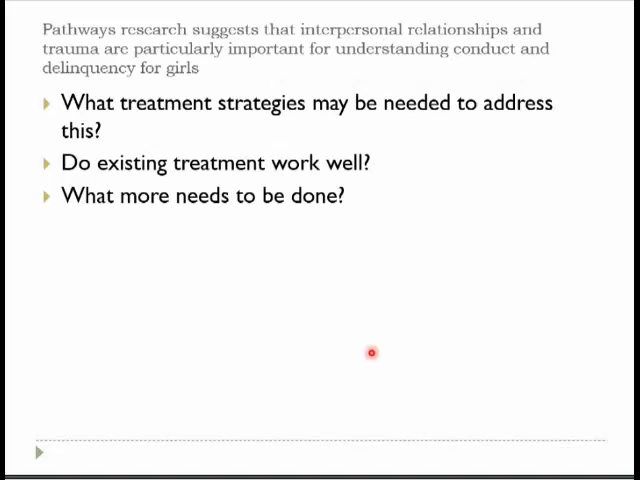 Pathways research suggests that interpersonal relationships and
trauma are particularly important for understanding conduct and
delinquency for girls
What treatment strategies may be needed to address
this?
Do existing treatment work well?
What more needs to be done?